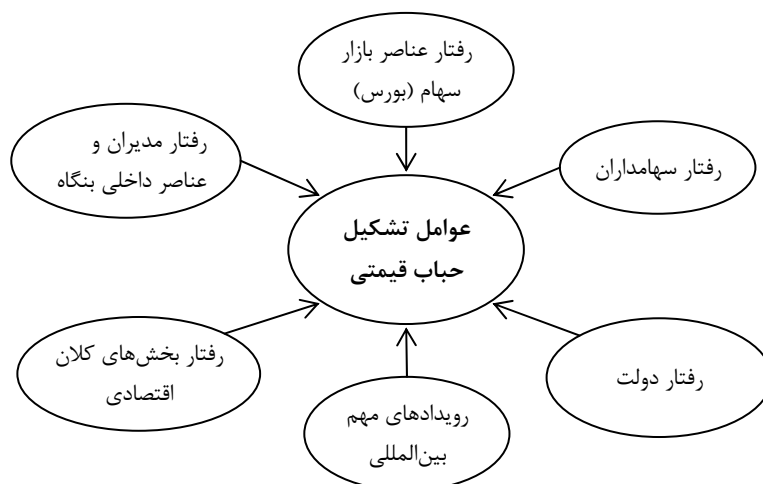 رفتار عناصر بازار
سهام (بورس)
رفتار سهامداران
رفتار مدیران و
عناصر داخلی بنگاه
عوامل تشکیل
حباب قیمتی
رفتار دولت
رفتار بخش‌های کلان
اقتصادی
رویدادهای مهم
بین‌المللی